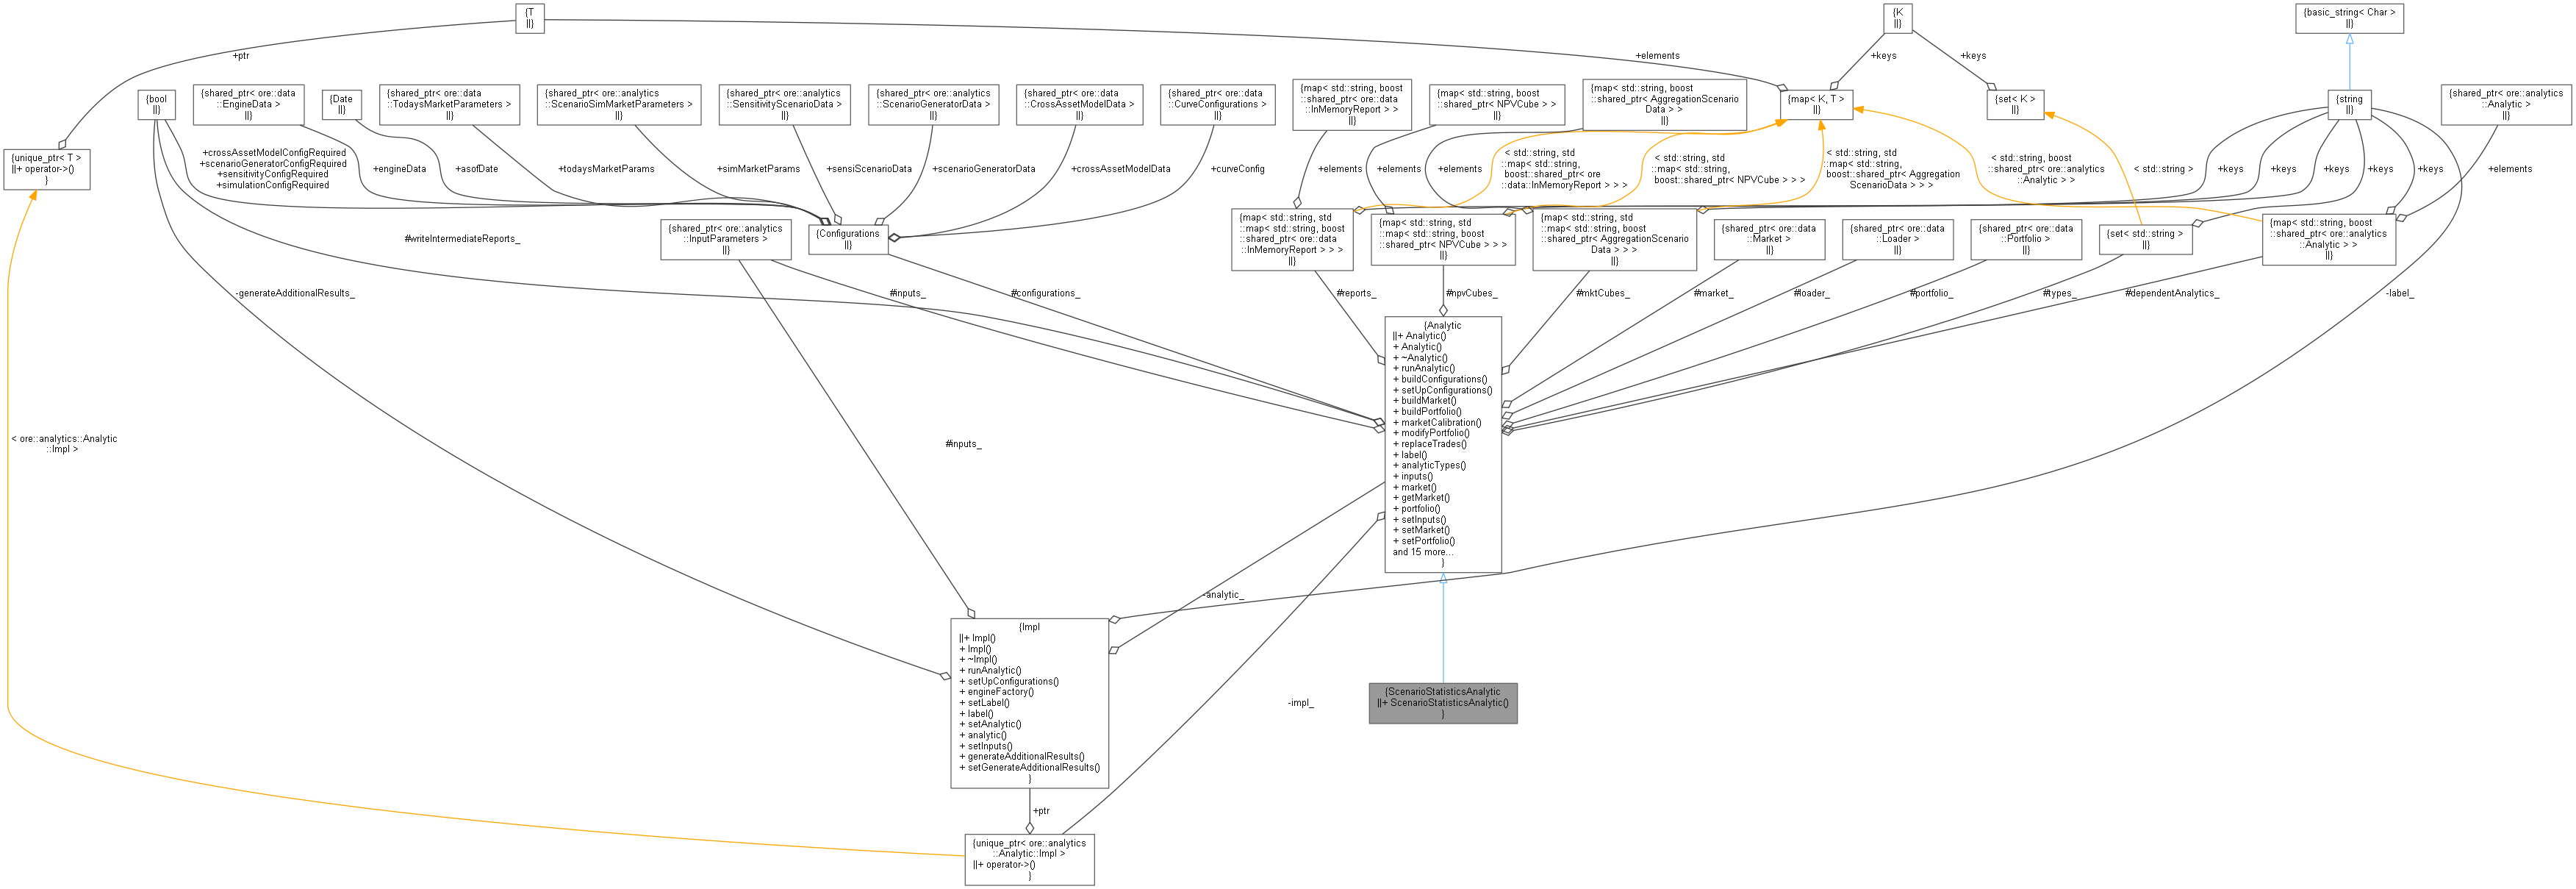 {T
||}
{K
||}
{basic_string< Char >
||}
+ptr
+elements
+keys
+keys
{bool
||}
{shared_ptr< ore::data
::EngineData >
||}
{Date
||}
{shared_ptr< ore::data
::TodaysMarketParameters >
||}
{shared_ptr< ore::analytics
::ScenarioSimMarketParameters >
||}
{shared_ptr< ore::analytics
::SensitivityScenarioData >
||}
{shared_ptr< ore::analytics
::ScenarioGeneratorData >
||}
{shared_ptr< ore::data
::CrossAssetModelData >
||}
{shared_ptr< ore::data
::CurveConfigurations >
||}
{map< std::string, boost
::shared_ptr< ore::data
::InMemoryReport > >
||}
{map< std::string, boost
::shared_ptr< NPVCube > >
||}
{map< std::string, boost
::shared_ptr< AggregationScenario
Data > >
||}
{map< K, T >
||}
{set< K >
||}
{string
||}
{shared_ptr< ore::analytics
::Analytic >
||}
{unique_ptr< T >
||+ operator->()
}
+crossAssetModelConfigRequired
+scenarioGeneratorConfigRequired
+sensitivityConfigRequired
+simulationConfigRequired
+engineData
+asofDate
+todaysMarketParams
+simMarketParams
+sensiScenarioData
+scenarioGeneratorData
+crossAssetModelData
+curveConfig
+elements
< std::string, std
::map< std::string,
boost::shared_ptr< ore
::data::InMemoryReport > > >
+elements
< std::string, std
::map< std::string,
boost::shared_ptr< NPVCube > > >
+elements
< std::string, std
::map< std::string,
boost::shared_ptr< Aggregation
ScenarioData > > >
< std::string, boost
::shared_ptr< ore::analytics
::Analytic > >
< std::string >
+keys
+keys
+keys
+keys
+keys
+elements
{shared_ptr< ore::analytics
::InputParameters >
||}
{Configurations
||}
{map< std::string, std
::map< std::string, boost
::shared_ptr< ore::data
::InMemoryReport > > >
||}
{map< std::string, std
::map< std::string, boost
::shared_ptr< NPVCube > > >
||}
{map< std::string, std
::map< std::string, boost
::shared_ptr< AggregationScenario
Data > > >
||}
{shared_ptr< ore::data
::Market >
||}
{shared_ptr< ore::data
::Loader >
||}
{shared_ptr< ore::data
::Portfolio >
||}
{set< std::string >
||}
{map< std::string, boost
::shared_ptr< ore::analytics
::Analytic > >
||}
#writeIntermediateReports_
-generateAdditionalResults_
#inputs_
#configurations_
#reports_
#npvCubes_
#mktCubes_
#market_
#loader_
#portfolio_
#types_
#dependentAnalytics_
-label_
{Analytic
||+ Analytic()
+ Analytic()
+ ~Analytic()
+ runAnalytic()
+ buildConfigurations()
+ setUpConfigurations()
+ buildMarket()
+ buildPortfolio()
+ marketCalibration()
+ modifyPortfolio()
+ replaceTrades()
+ label()
+ analyticTypes()
+ inputs()
+ market()
+ getMarket()
+ portfolio()
+ setInputs()
+ setMarket()
+ setPortfolio()
and 15 more...
}
< ore::analytics::Analytic
::Impl >
#inputs_
-analytic_
-impl_
{Impl
||+ Impl()
+ Impl()
+ ~Impl()
+ runAnalytic()
+ setUpConfigurations()
+ engineFactory()
+ setLabel()
+ label()
+ setAnalytic()
+ analytic()
+ setInputs()
+ generateAdditionalResults()
+ setGenerateAdditionalResults()
}
{ScenarioStatisticsAnalytic
||+ ScenarioStatisticsAnalytic()
}
+ptr
{unique_ptr< ore::analytics
::Analytic::Impl >
||+ operator->()
}